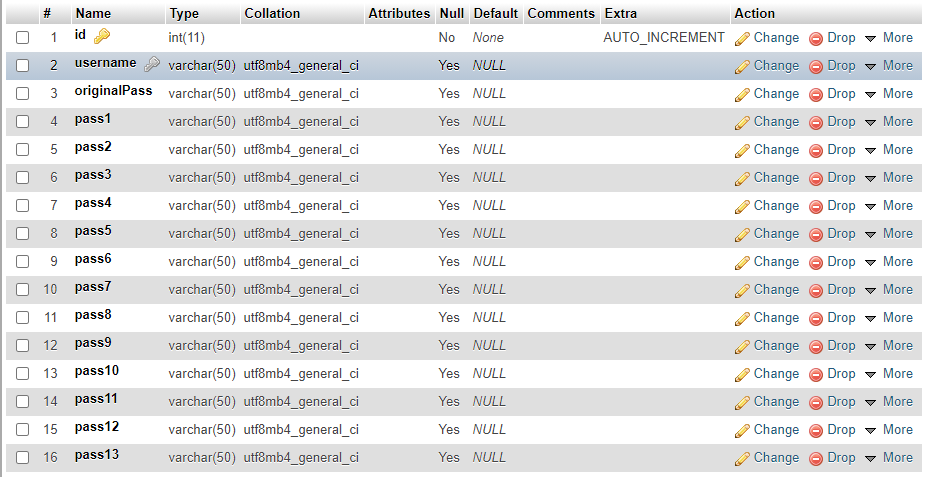 # Name Type Collation Attributes Null Default Comments Extra Action
1 id int(11) No None AUTO_INCREMENT Change Drop More
2 username varchar(50) utf8mb4_general_ci Yes NULL Change Drop More
3 originalPass varchar(50) utf8mb4_general_ci Yes NULL Change Drop More
4 pass1 varchar(50) utf8mb4_general_ci Yes NULL Change Drop More
5 pass2 varchar(50) utf8mb4_general_ci Yes NULL Change Drop More
6 pass3 varchar(50) utf8mb4_general_ci Yes NULL Change Drop More
7 pass4 varchar(50) utf8mb4_general_ci Yes NULL Change Drop More
8 pass5 varchar(50) utf8mb4_general_ci Yes NULL Change Drop More
9 pass6 varchar(50) utf8mb4_general_ci Yes NULL Change Drop More
10 pass7 varchar(50) utf8mb4_general_ci Yes NULL Change Drop More
11 pass8 varchar(50) utf8mb4_general_ci Yes NULL Change Drop More
12 pass9 varchar(50) utf8mb4_general_ci Yes NULL Change Drop More
13 pass10 varchar(50) utf8mb4_general_ci Yes NULL Change Drop More
14 pass11 varchar(50) utf8mb4_general_ci Yes NULL Change Drop More
15 pass12 varchar(50) utf8mb4_general_ci Yes NULL Change Drop More
16 pass13 varchar(50) utf8mb4_general_ci Yes NULL Change Drop More